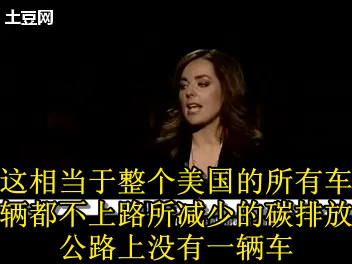 土豆网
这相当于整个美国的所有车
辆都不上路所减少的碳排放
公路上没有一辆车